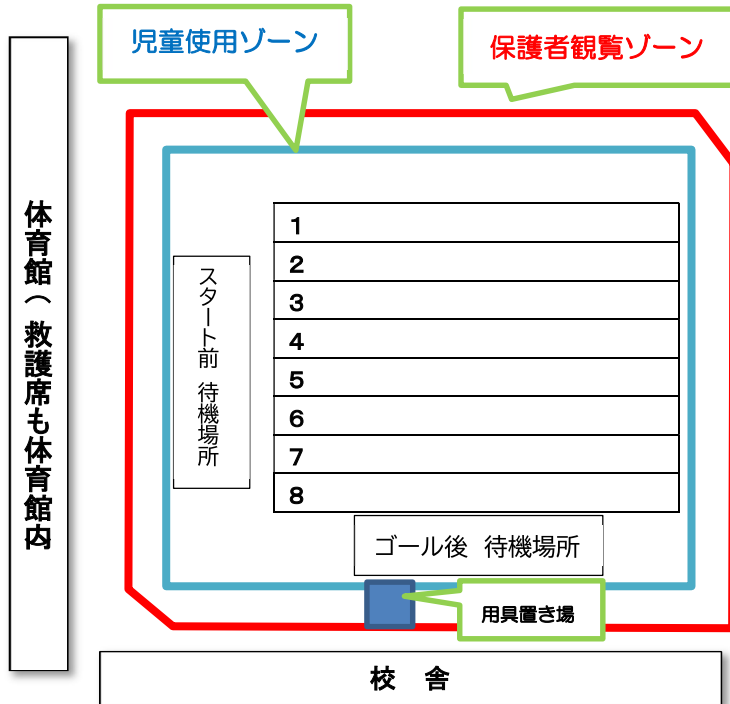 児童使用ゾーン
保護者観覧ゾーン
体育館（救護席も体育館内
スタート前 待機場所
1
2
3
4
5
6
7
8
ゴール後 待機場所
用具置き場
校 舎